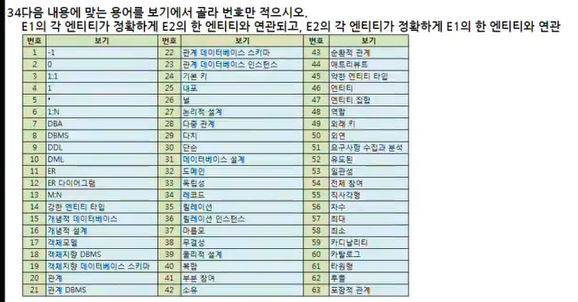 34다음 내용에 맞는 용어를 보기에서 골라 번호만 적으시오.
E1의 각 엔티티가 정확하게 E2의 한 엔티티와 연관되고, E2의 각 엔티티가 정확하게 E1의 한 엔티티와 연관
번호 보기 번호 보기 번호 보기
1 -1 22 관계 데이터베이스 스키마 43 순환적 관계
2 0 23 관계 데이터베이스 인스턴스 44 애트리뷰트
3 1:1 24 기본 키 45 약한 엔티티 타입
4 1 25 내포 46 엔티티
5 * 26 널 47 엔티티 집합
6 1:N 27 논리적 설계 48 역할
7 DBA 28 다중 관계 49 외래 키
8 DBMS 29 다치 50 외연
9 DDL 30 단순 51 요구사항 수집과 분석
10 DML 31 데이터베이스 설계 52 유도된
11 ER 32 도메인 53 일관성
12 ER 다이어그램 33 독립성 54 전체 참여
13 M:N 34 레코드 55 직사각형
14 강한 엔티티 타입 35 릴레이션 56 차수
15 개념적 데이터베이스 36 릴레이션 인스턴스 57 최대
16 개념적 설계 37 마름모 58 최소
17 객체모델 38 무결성 59 카디날리티
18 객체지향 DBMS 39 물리적 설계 60 카탈로그
19 객체지향 데이터베이스 스키마 40 복합 61 타원형
20 관계 41 부분 참여 62 투플
21 관계 DBMS 42 소유 63 포함적 관계